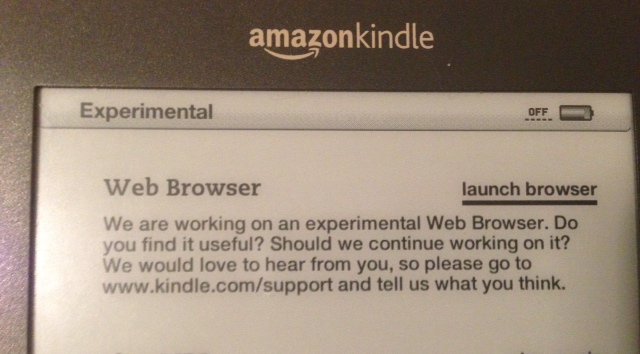 amazonkindle
Experimental
OFF
Web Browser
launch browser
We are working on an experimental Web Browser. Do
you find it useful? Should we continue working on it?
We would love to hear from you, so please go to
www.kindle.com/support and tell us what you think.